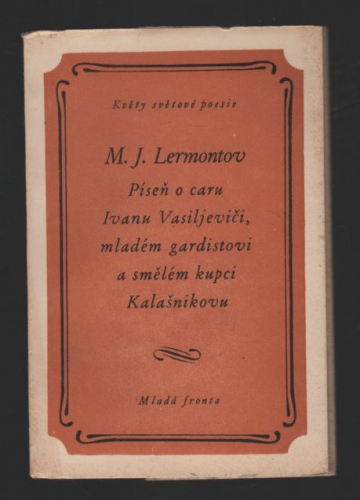 Květy světové poesie
M. J. Lermontov
Píseň o caru
Ivanu Vasiljeviči,
mladém gardistovi
a smělém kupci
Kalašnikovu
Mladá fronta